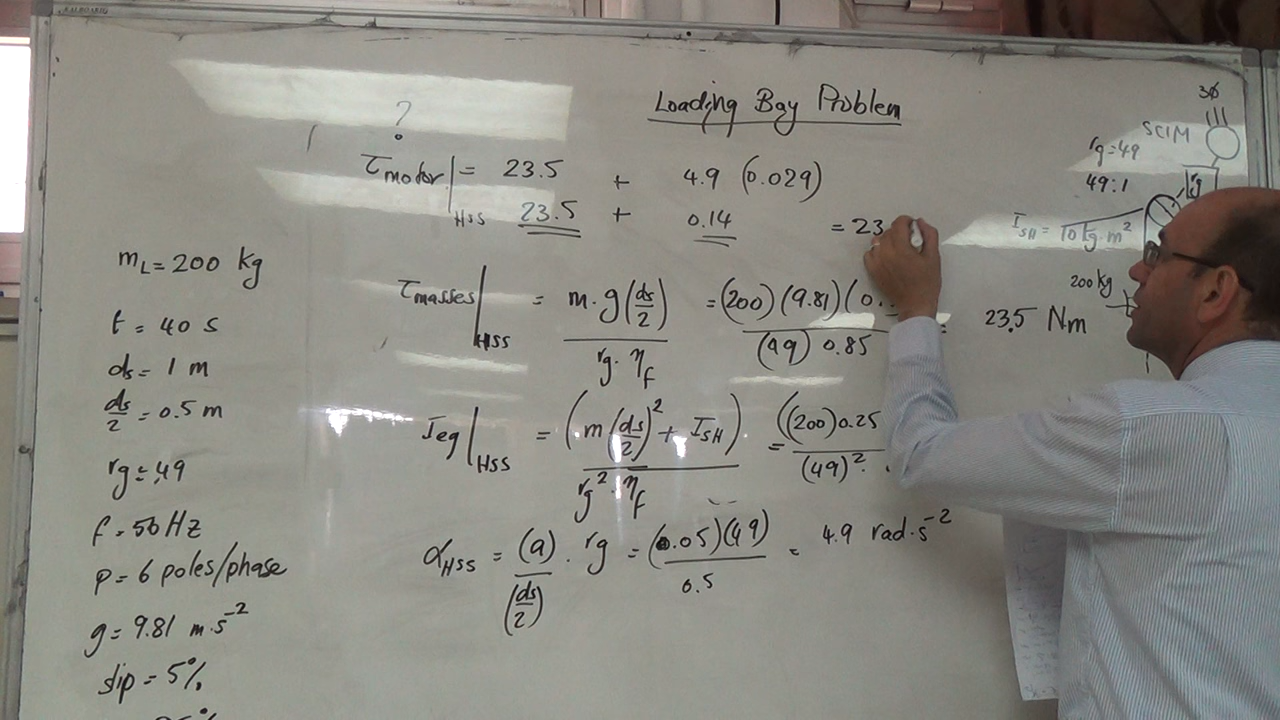 Loading Bay Problem
?
τmotor|HSS = 23.5 + 4.9 (0.029)
23.5 + 0.14 = 23
mL = 200 kg
t = 40 s
ds = 1 m
ds/2 = 0.5 m
rg = 49
f = 50 Hz
P = 6 poles/phase
g = 9.81 m·s⁻²
slip = 5%
τmasses|HSS = m·g(ds/2) / rg·ηf = (200)(9.81)(0. / (49) 0.85 = 23.5 Nm
Ieq|HSS = (m(ds/2)² + ISH) / rg²·ηf = ((200)0.25 / (49)².
αHSS = (a)/(ds/2) · rg = (0.05)(49) / 0.5 = 4.9 rad·s⁻²
3ϕ
SCIM
rg = 49
49:1
rg
ISH = 10 kg·m²
200 kg